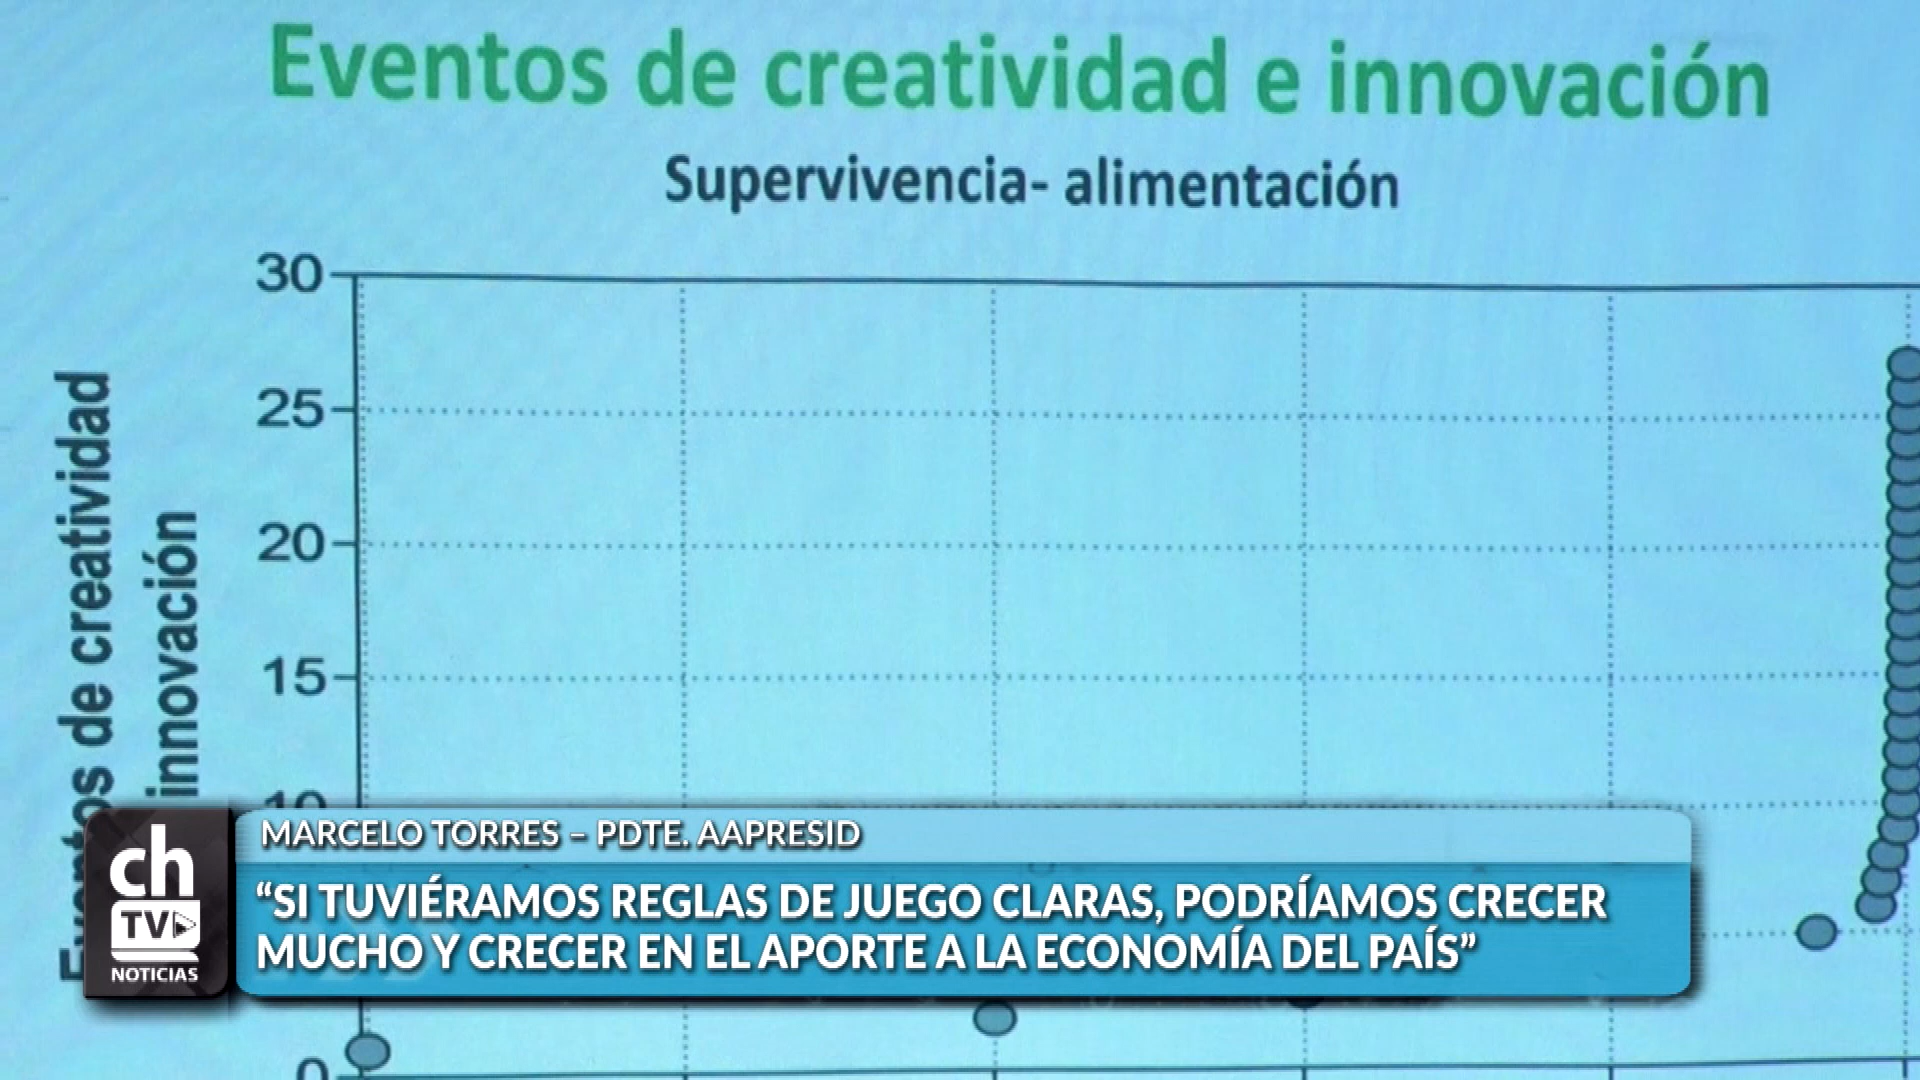 Eventos de creatividad e innovación
Supervivencia- alimentación
30
25
20
15
10
0
Eventos de creatividad
innovación
ch
TV
NOTICIAS
MARCELO TORRES – PDTE. AAPRESID
“SI TUVIÉRAMOS REGLAS DE JUEGO CLARAS, PODRÍAMOS CRECER
MUCHO Y CRECER EN EL APORTE A LA ECONOMÍA DEL PAÍS”